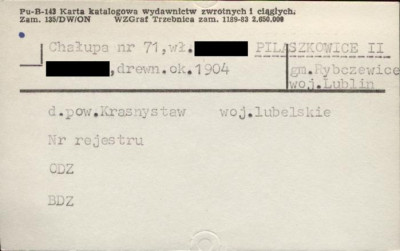 Pu-B-142 Karta katalogowa wydawnictw zwrotnych i ciągłych.
Zam. 135/DW/ON WZGraf Trzebnica zam. 1189-83 2.650.000
Chałupa nr 71,wł. PILASZKOWICE II
,drewn.ok.1904 gm.Rybczewice
woj.Lublin
d.pow.Krasnystaw woj.lubelskie
Nr rejestru
ODZ
BDZ